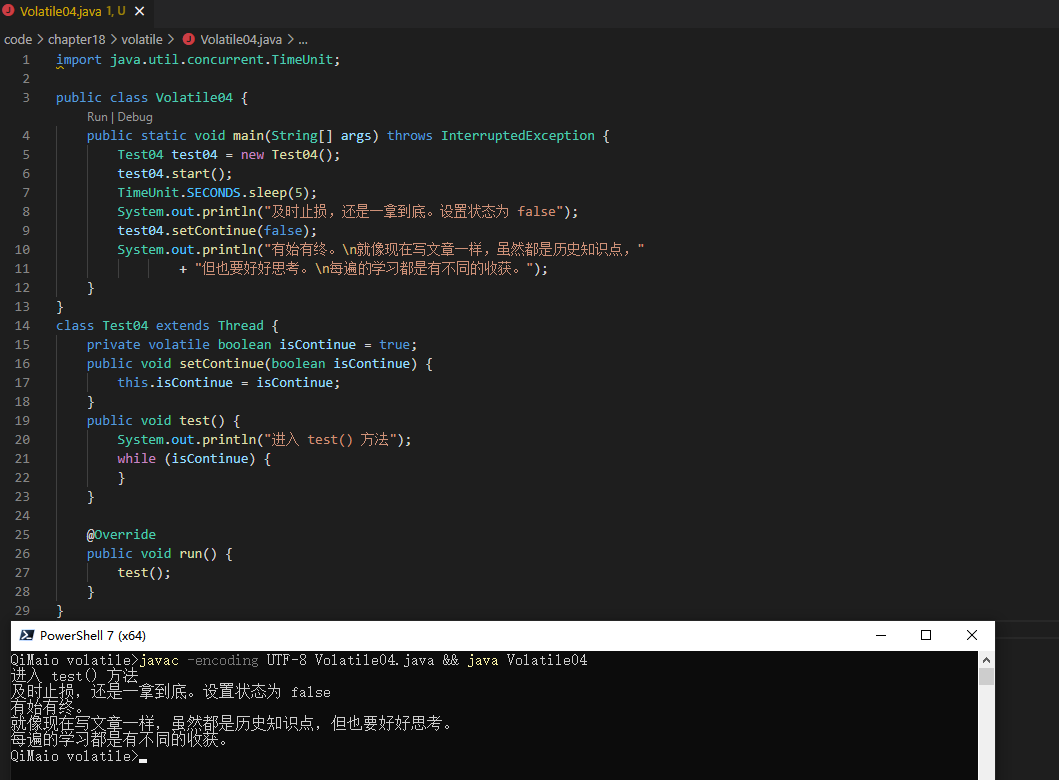 Volatile04.java 1, U
code > chapter18 > volatile > Volatile04.java > ...
1 import java.util.concurrent.TimeUnit;
2
3 public class Volatile04 {
Run | Debug
4 public static void main(String[] args) throws InterruptedException {
5 Test04 test04 = new Test04();
6 test04.start();
7 TimeUnit.SECONDS.sleep(5);
8 System.out.println("及时止损，还是一拿到底。设置状态为 false");
9 test04.setContinue(false);
10 System.out.println("有始有终。\n就像现在写文章一样，虽然都是历史知识点，"
11 + "但也要好好思考。\n每遍的学习都是有不同的收获。");
12 }
13 }
14 class Test04 extends Thread {
15 private volatile boolean isContinue = true;
16 public void setContinue(boolean isContinue) {
17 this.isContinue = isContinue;
18 }
19 public void test() {
20 System.out.println("进入 test() 方法");
21 while (isContinue) {
22 }
23 }
24
25 @Override
26 public void run() {
27 test();
28 }
29 }
PowerShell 7 (x64)
QiMaio volatile>javac -encoding UTF-8 Volatile04.java && java Volatile04
进入 test() 方法
及时止损，还是一拿到底。设置状态为 false
有始有终。
就像现在写文章一样，虽然都是历史知识点，但也要好好思考。
每遍的学习都是有不同的收获。
QiMaio volatile>